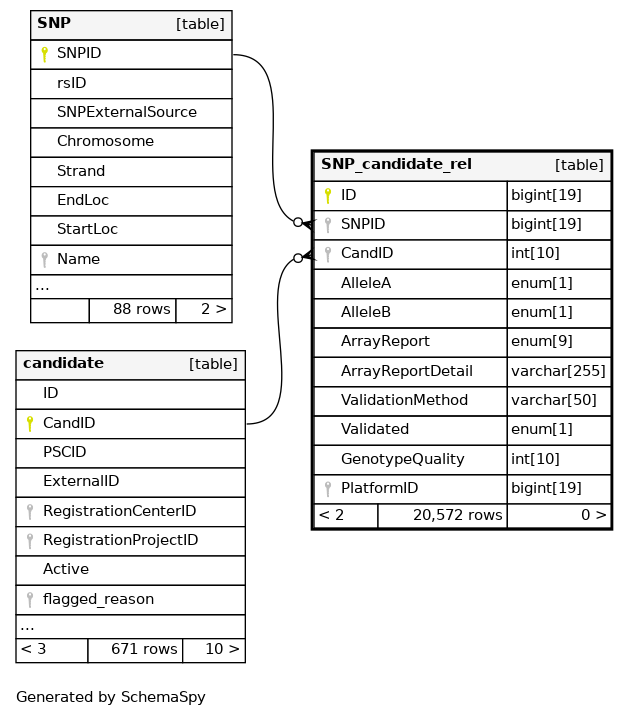 SNP [table]
SNPID
rsID
SNPExternalSource
Chromosome
Strand
EndLoc
StartLoc
Name
...
88 rows 2 >
SNP_candidate_rel [table]
ID bigint[19]
SNPID bigint[19]
CandID int[10]
AlleleA enum[1]
AlleleB enum[1]
ArrayReport enum[9]
ArrayReportDetail varchar[255]
ValidationMethod varchar[50]
Validated enum[1]
GenotypeQuality int[10]
PlatformID bigint[19]
< 2 20,572 rows 0 >
candidate [table]
ID
CandID
PSCID
ExternalID
RegistrationCenterID
RegistrationProjectID
Active
flagged_reason
...
< 3 671 rows 10 >
Generated by SchemaSpy